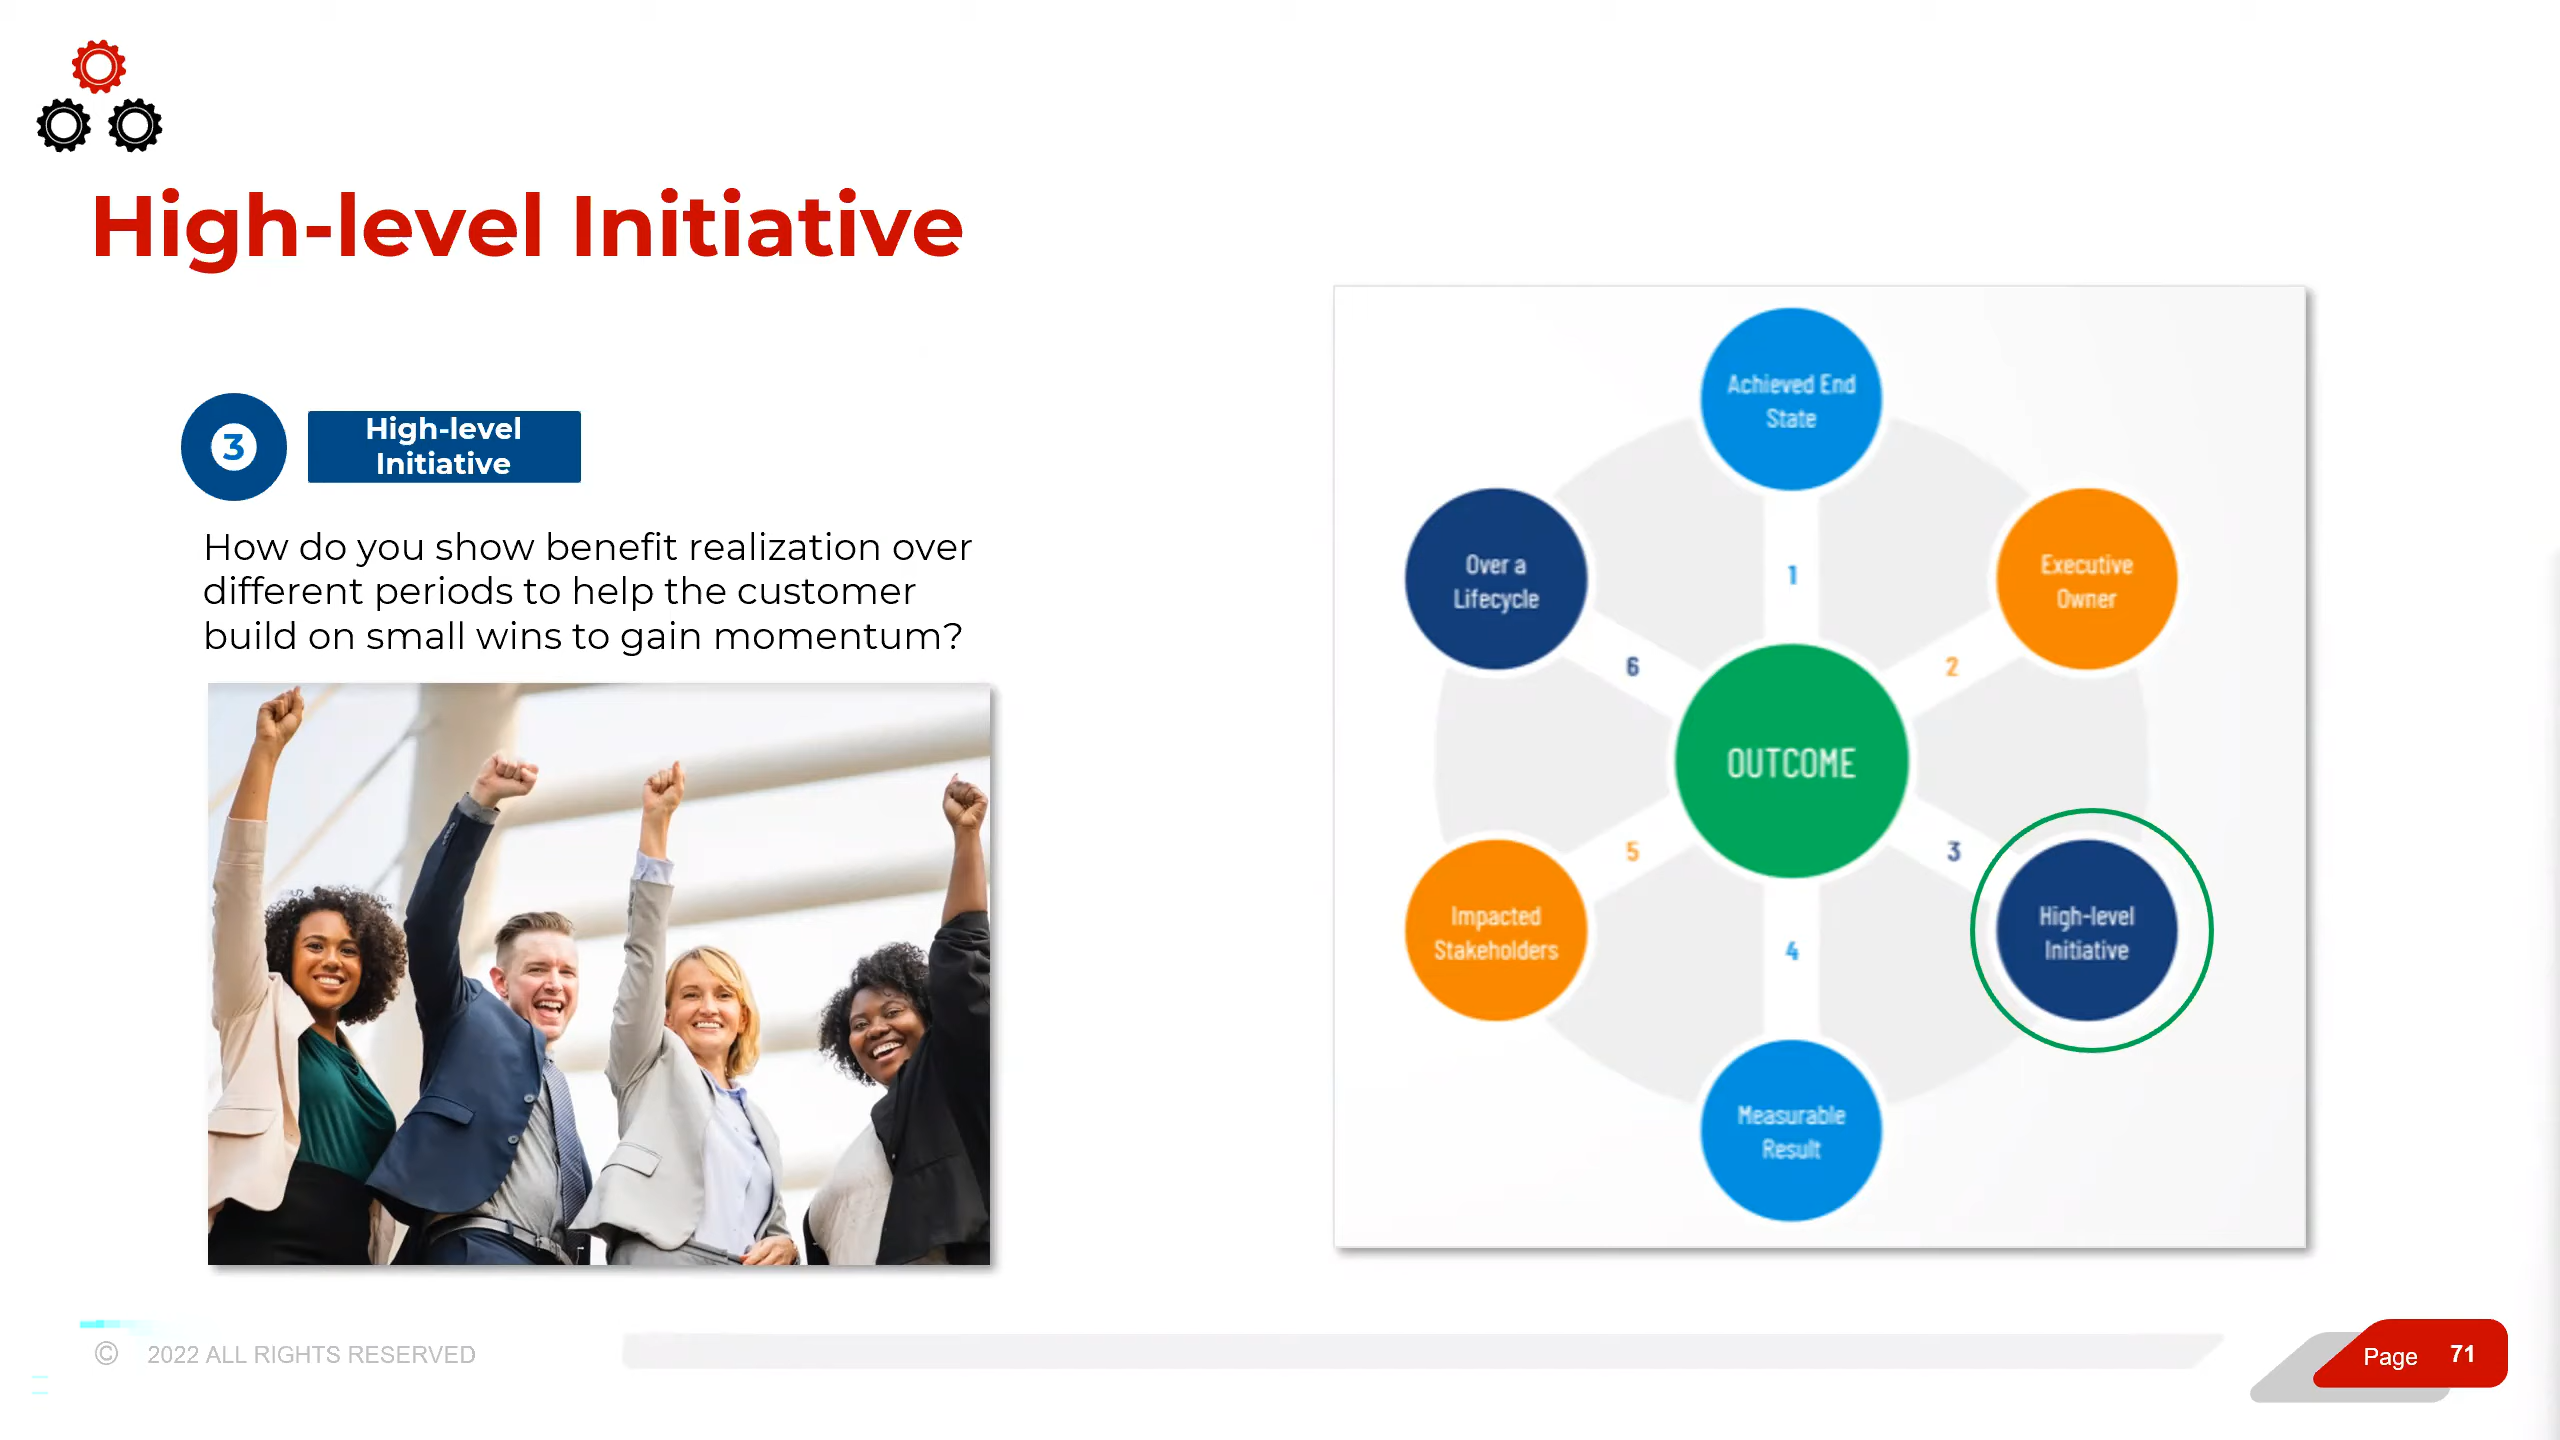 High-level Initiative
3
High-level
Initiative
How do you show benefit realization over
different periods to help the customer
build on small wins to gain momentum?
Achieved End
State
Executive
Owner
High-level
Initiative
Measurable
Result
Impacted
Stakeholders
Over a
Lifecycle
1
2
3
4
5
6
OUTCOME
© 2022 ALL RIGHTS RESERVED
Page 71